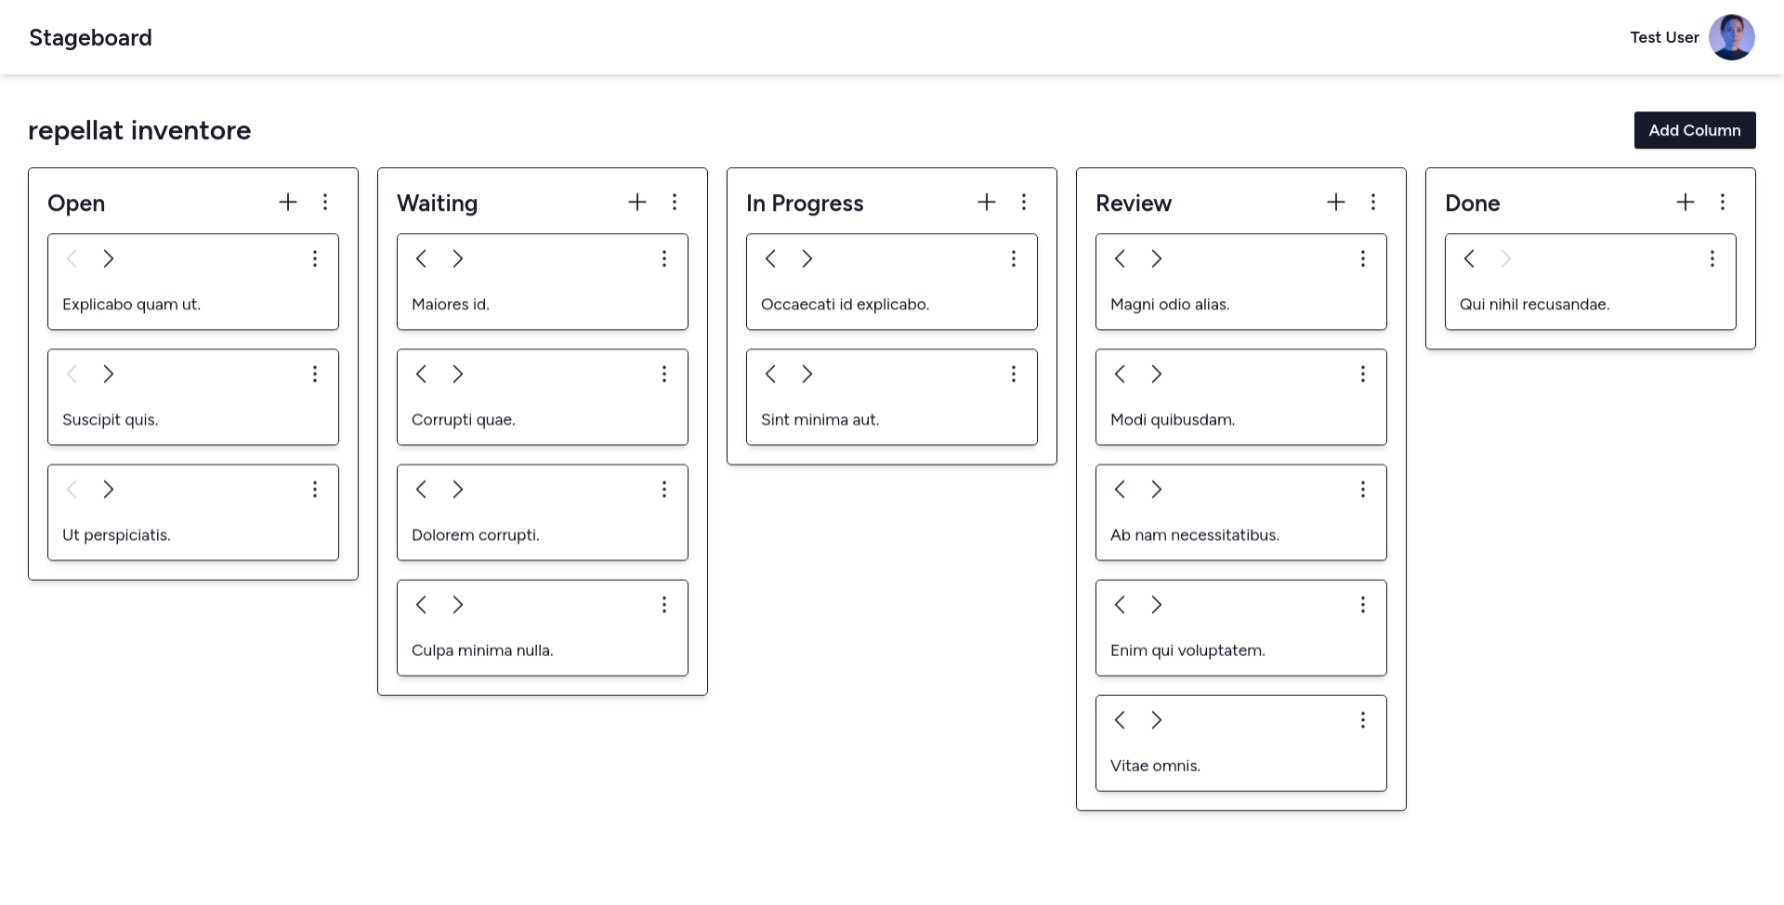 Stageboard
Test User
repellat inventore
Add Column
Open
Explicabo quam ut.
Suscipit quis.
Ut perspiciatis.
Waiting
Maiores id.
Corrupti quae.
Dolorem corrupti.
Culpa minima nulla.
In Progress
Occaecati id explicabo.
Sint minima aut.
Review
Magni odio alias.
Modi quibusdam.
Ab nam necessitatibus.
Enim qui voluptatem.
Vitae omnis.
Done
Qui nihil recusandae.